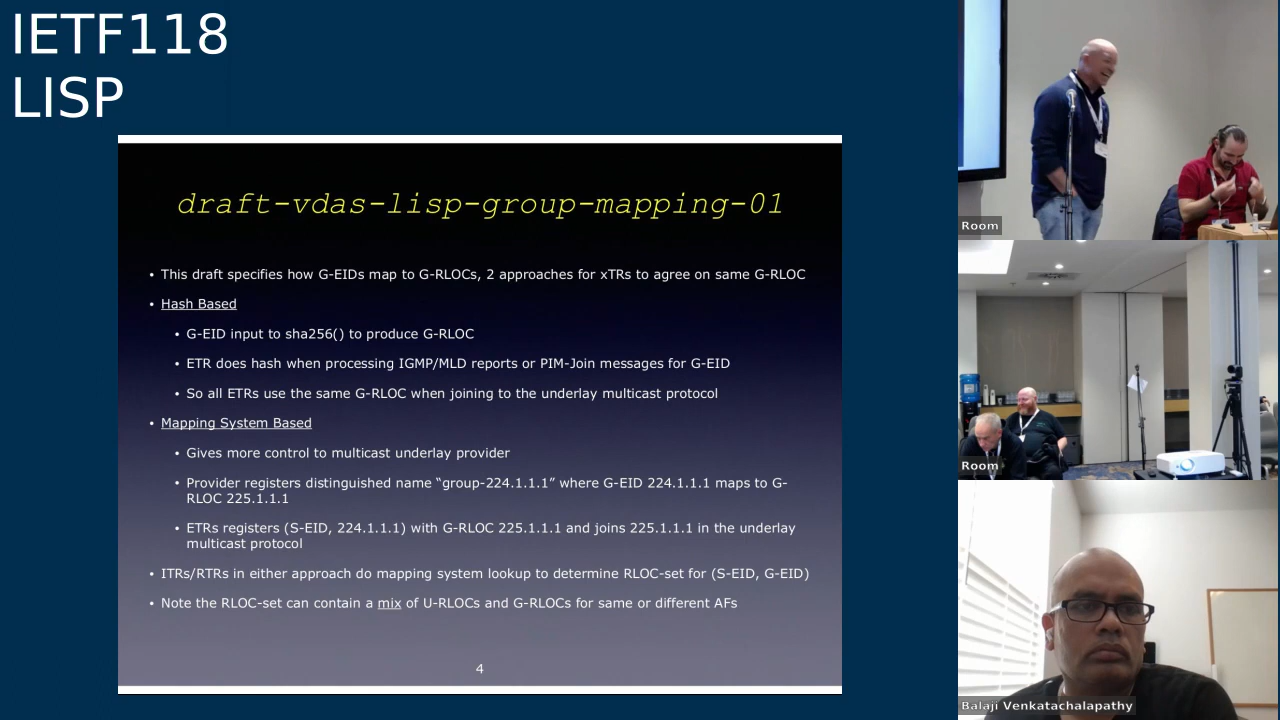 IETF118
LISP
draft-vdas-lisp-group-mapping-01
• This draft specifies how G-EIDs map to G-RLOCs, 2 approaches for xTRs to agree on same G-RLOC
• Hash Based
• G-EID input to sha256() to produce G-RLOC
• ETR does hash when processing IGMP/MLD reports or PIM-Join messages for G-EID
• So all ETRs use the same G-RLOC when joining to the underlay multicast protocol
• Mapping System Based
• Gives more control to multicast underlay provider
• Provider registers distinguished name “group-224.1.1.1” where G-EID 224.1.1.1 maps to G-
RLOC 225.1.1.1
• ETRs registers (S-EID, 224.1.1.1) with G-RLOC 225.1.1.1 and joins 225.1.1.1 in the underlay
multicast protocol
• ITRs/RTRs in either approach do mapping system lookup to determine RLOC-set for (S-EID, G-EID)
• Note the RLOC-set can contain a mix of U-RLOCs and G-RLOCs for same or different AFs
4
Room
Room
Balaji Venkatachalapathy